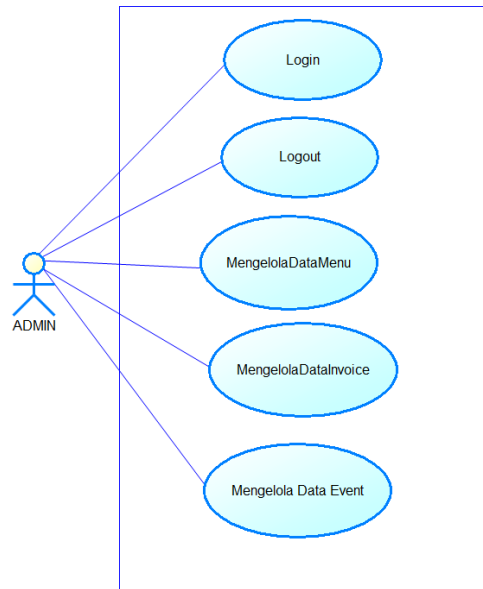 Login
Logout
MengelolaDataMenu
ADMIN
MengelolaDataInvoice
Mengelola Data Event